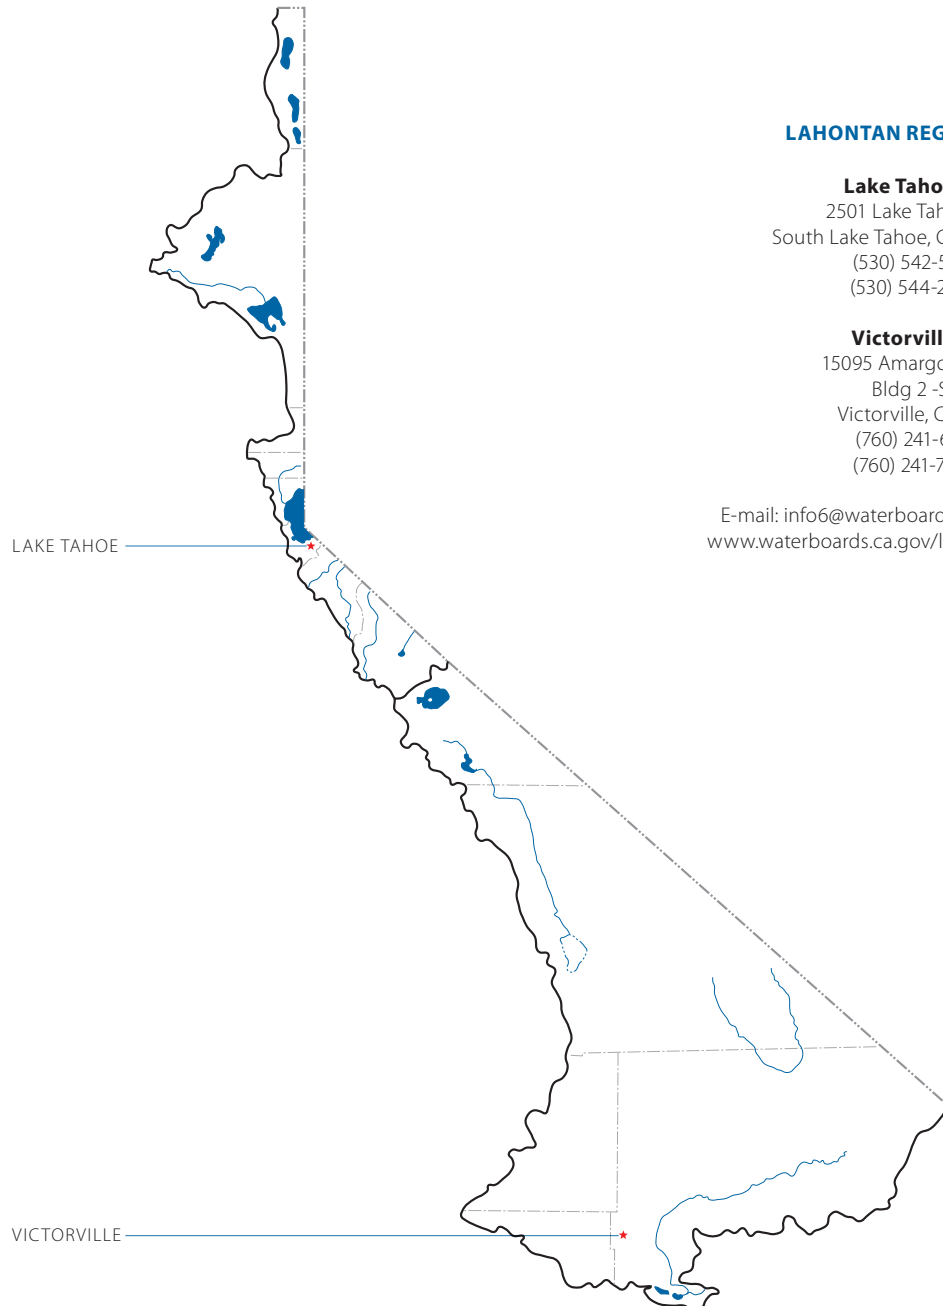 LAHONTAN REG
Lake Taho
2501 Lake Tah
South Lake Tahoe, C
(530) 542-5
(530) 544-2
Victorvill
15095 Amargo
Bldg 2 -S
Victorville, C
(760) 241-6
(760) 241-7
E-mail: info6@waterboard
www.waterboards.ca.gov/l
LAKE TAHOE
VICTORVILLE